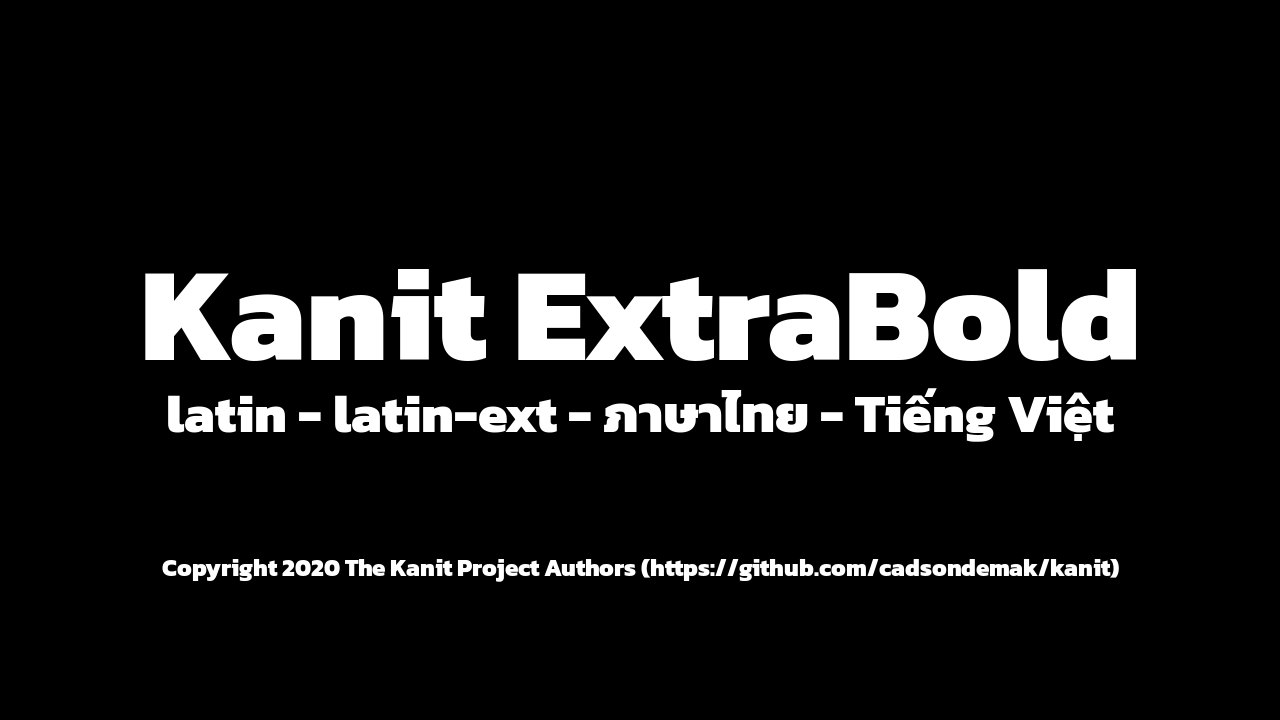 Kanit ExtraBold
latin - latin-ext - ภาษาไทย - Tiếng Việt
Copyright 2020 The Kanit Project Authors (https://github.com/cadsondemak/kanit)